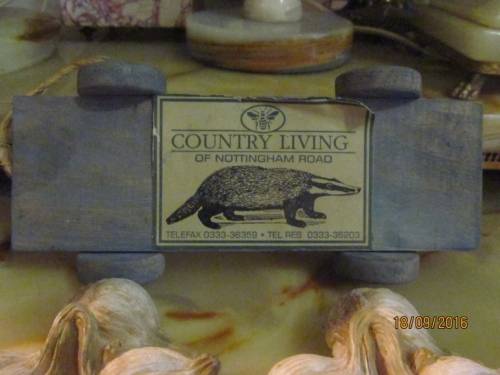 COUNTRY LIVING
OF NOTTINGHAM ROAD
TELEFAX 0333-36359 • TEL RES 0333-36203
18/09/2016